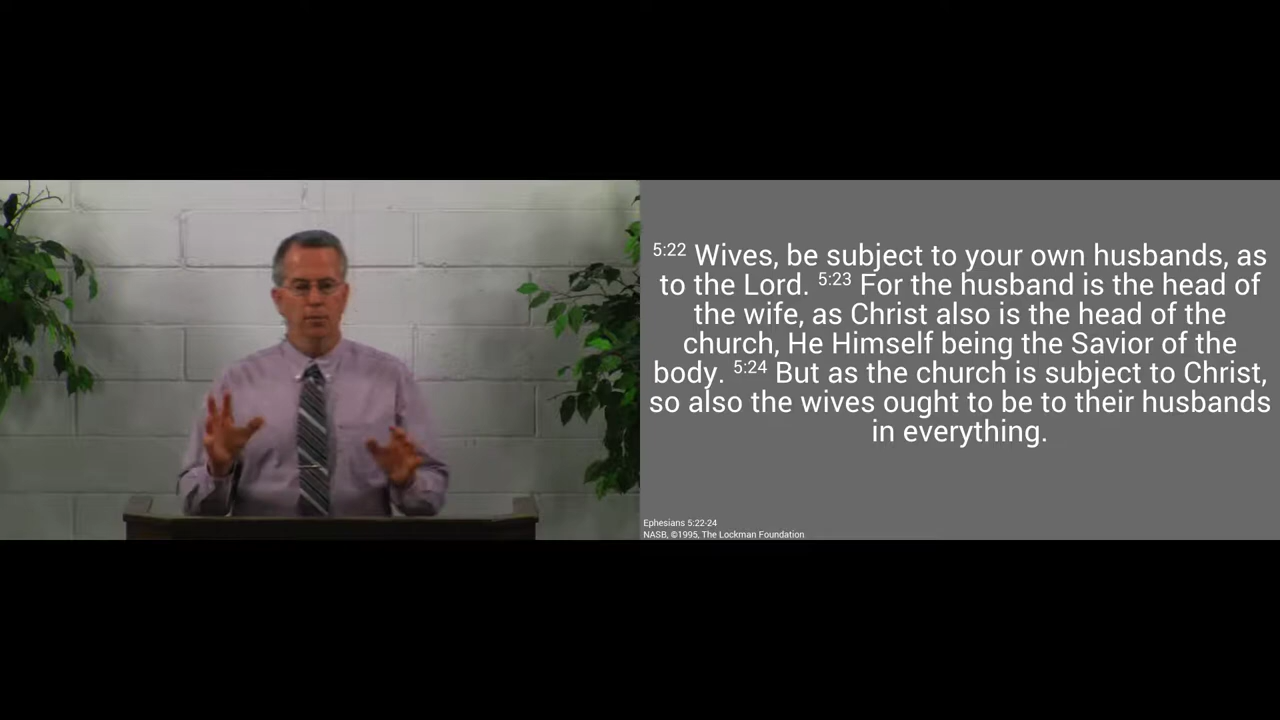 5:22 Wives, be subject to your own husbands, as
to the Lord. 5:23 For the husband is the head of
the wife, as Christ also is the head of the
church, He Himself being the Savior of the
body. 5:24 But as the church is subject to Christ,
so also the wives ought to be to their husbands
in everything.
Ephesians 5:22-24
NASB, ©1995, The Lockman Foundation